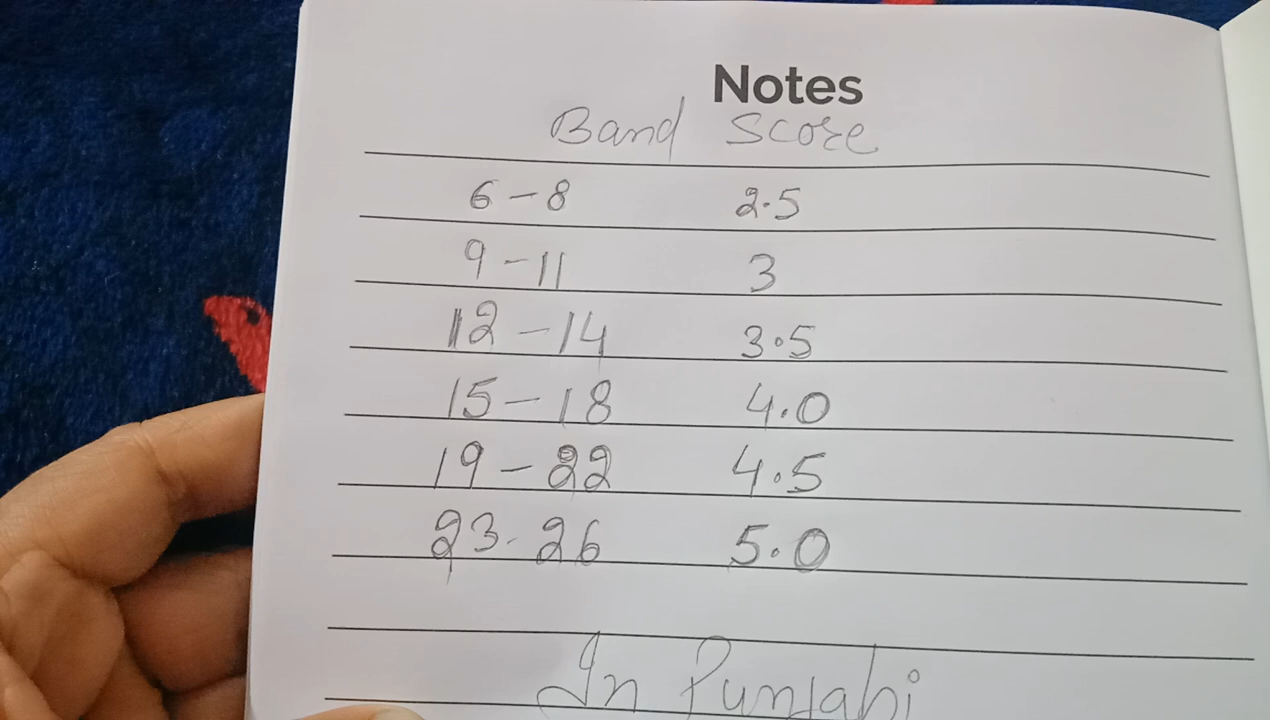 Notes
Band Score
6 - 8 2.5
9 - 11 3
12 - 14 3.5
15 - 18 4.0
19 - 22 4.5
23 - 26 5.0
In Punjabi